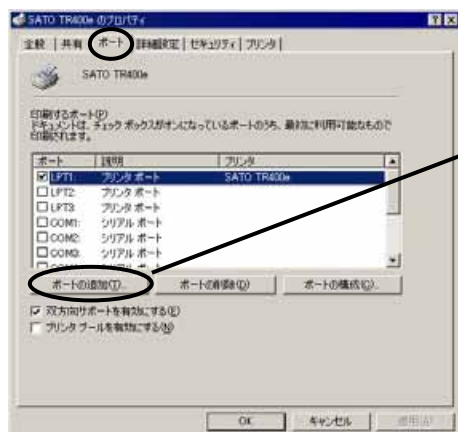 SATO TR400e のプロパティ
全般 共有 ポート 詳細設定 セキュリティ プリンタ
SATO TR400e
印刷するポート(P)
ドキュメントは、チェック ボックスがオンになっているポートのうち、最初に利用可能なもので
印刷されます。
ポート 説明 プリンタ
LPT1: プリンタ ポート SATO TR400e
LPT2: プリンタ ポート
LPT3: プリンタ ポート
COM1: シリアル ポート
COM2: シリアル ポート
COM3: シリアル ポート
ポートの追加(T)... ポートの削除(D) ポートの構成(C)...
双方向サポートを有効にする(E)
プリンタ プールを有効にする(N)
OK キャンセル 適用(A)